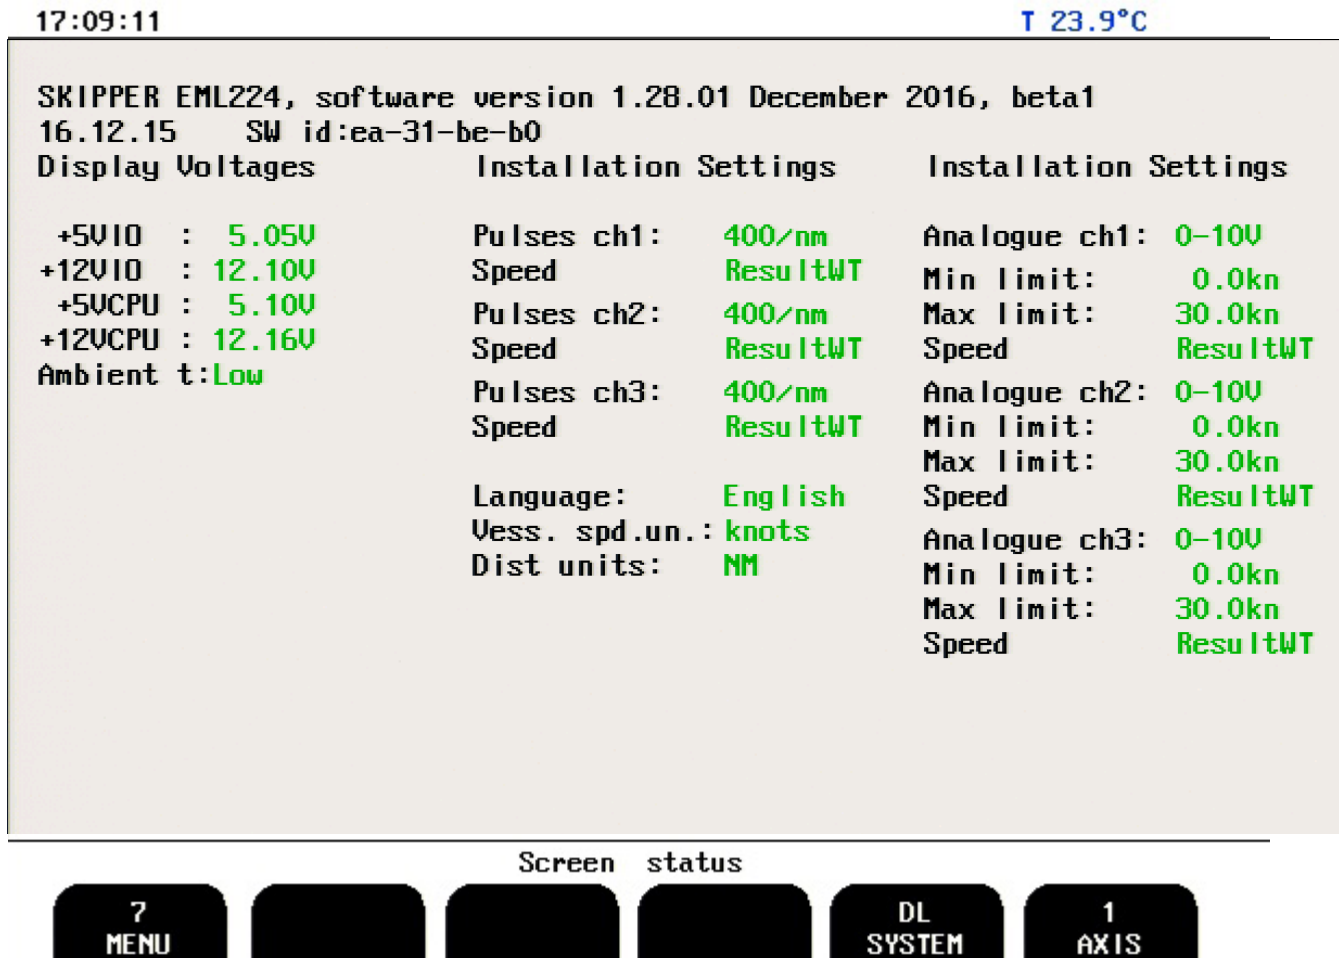 17:09:11 T 23.9°C
SKIPPER EML224, software version 1.28.01 December 2016, beta1
16.12.15 SW id:ea-31-be-b0
Display Voltages Installation Settings Installation Settings
+5VIO : 5.05V Pulses ch1: 400/nm Analogue ch1: 0-10V
+12VIO : 12.10V Speed ResultWT Min limit: 0.0kn
+5VCPU : 5.10V Pulses ch2: 400/nm Max limit: 30.0kn
+12VCPU : 12.16V Speed ResultWT Speed ResultWT
Ambient t:Low Pulses ch3: 400/nm Analogue ch2: 0-10V
Speed ResultWT Min limit: 0.0kn
Max limit: 30.0kn
Language: English Speed ResultWT
Vess. spd.un.: knots Analogue ch3: 0-10V
Dist units: NM Min limit: 0.0kn
Max limit: 30.0kn
Speed ResultWT
Screen status
7 DL 1
MENU SYSTEM AXIS